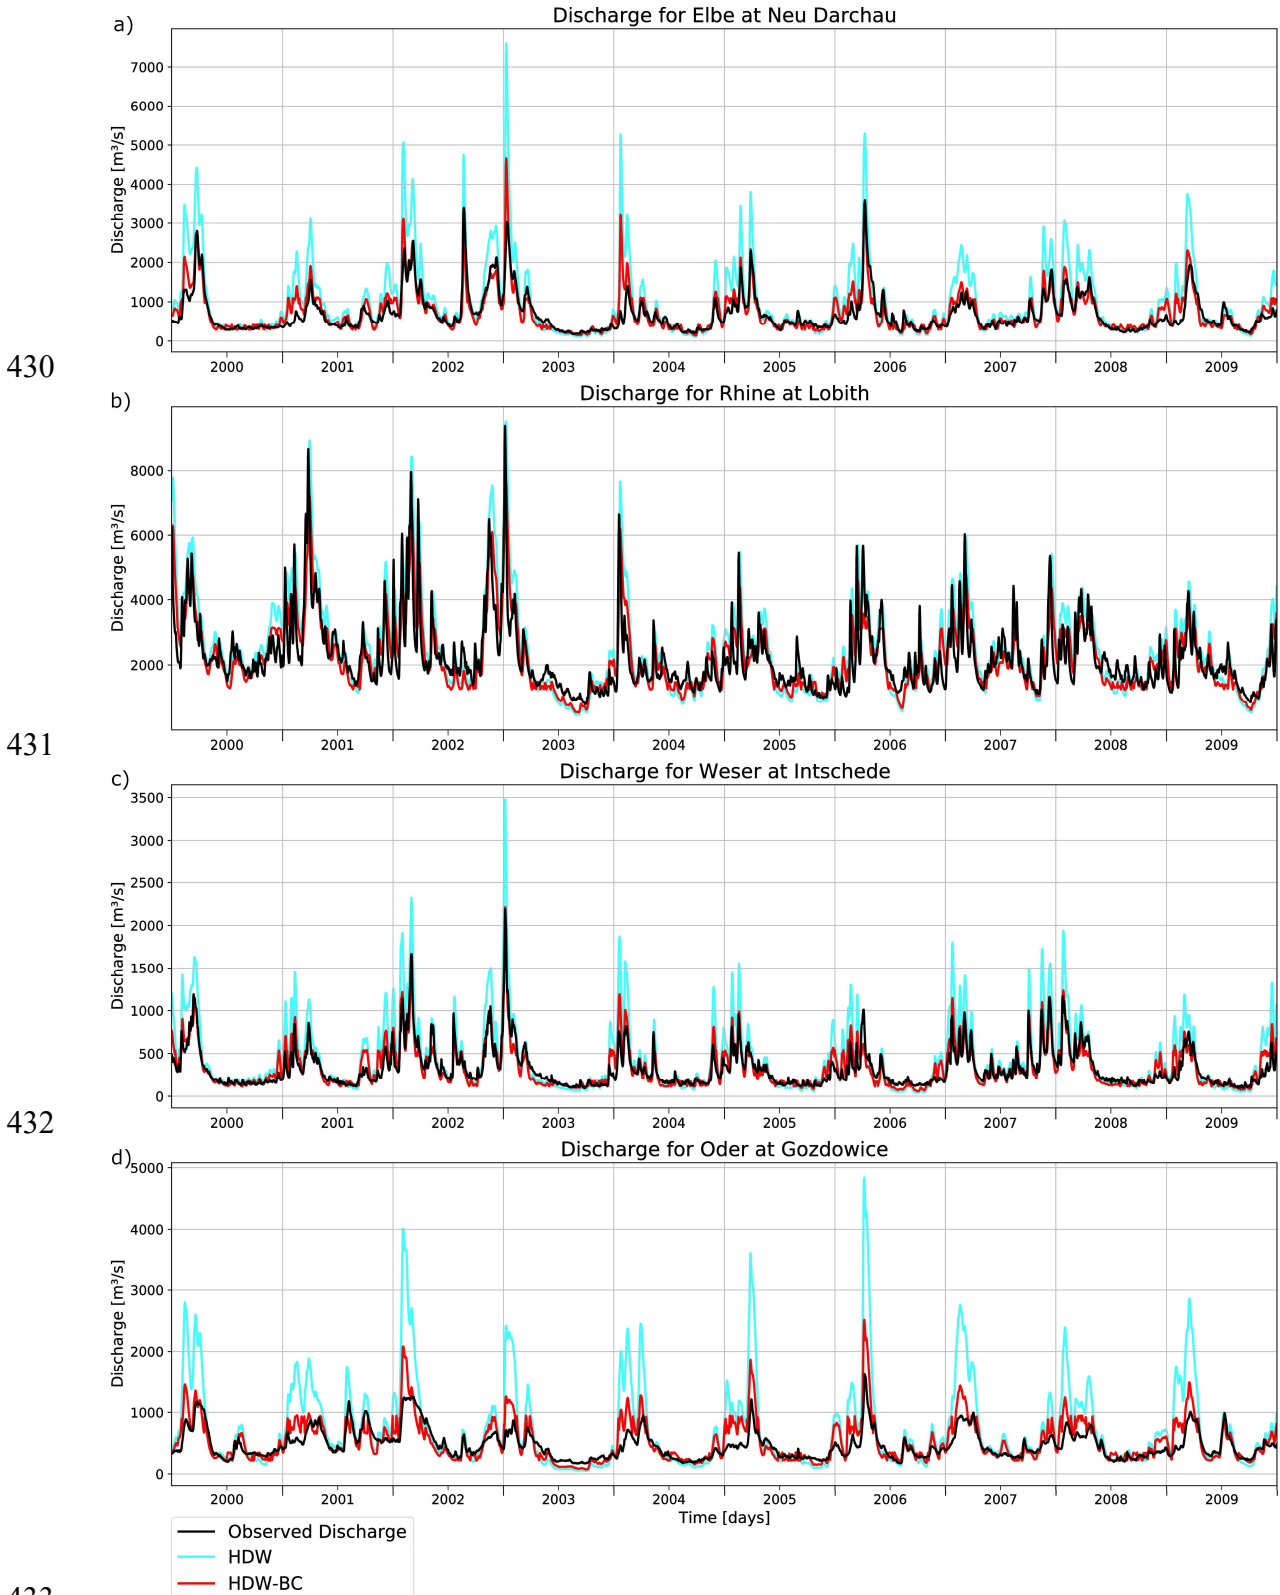 a)
Discharge for Elbe at Neu Darchau
Discharge [m³/s]
7000
6000
5000
4000
3000
2000
1000
0
2000 2001 2002 2003 2004 2005 2006 2007 2008 2009
430
b)
Discharge for Rhine at Lobith
Discharge [m³/s]
8000
6000
4000
2000
2000 2001 2002 2003 2004 2005 2006 2007 2008 2009
431
c)
Discharge for Weser at Intschede
Discharge [m³/s]
3500
3000
2500
2000
1500
1000
500
0
2000 2001 2002 2003 2004 2005 2006 2007 2008 2009
432
d)
Discharge for Oder at Gozdowice
Discharge [m³/s]
5000
4000
3000
2000
1000
0
2000 2001 2002 2003 2004 2005 2006 2007 2008 2009
Time [days]
Observed Discharge
HDW
HDW-BC